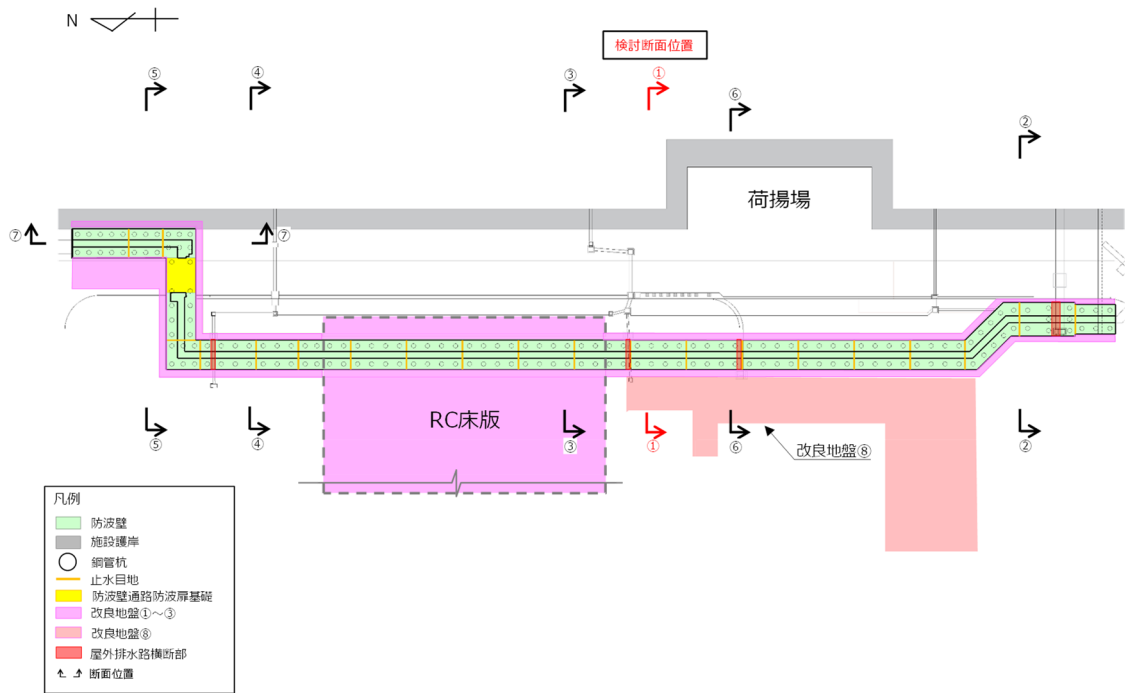 N
検討断面位置
⑤
④
③
①
⑥
②
荷揚場
⑦
⑦
RC床版
⑤
④
③
①
⑥
②
改良地盤⑧
凡例
防波壁
施設護岸
鋼管杭
止水目地
防波壁通路防波扉基礎
改良地盤①～③
改良地盤⑧
屋外排水路横断部
断面位置